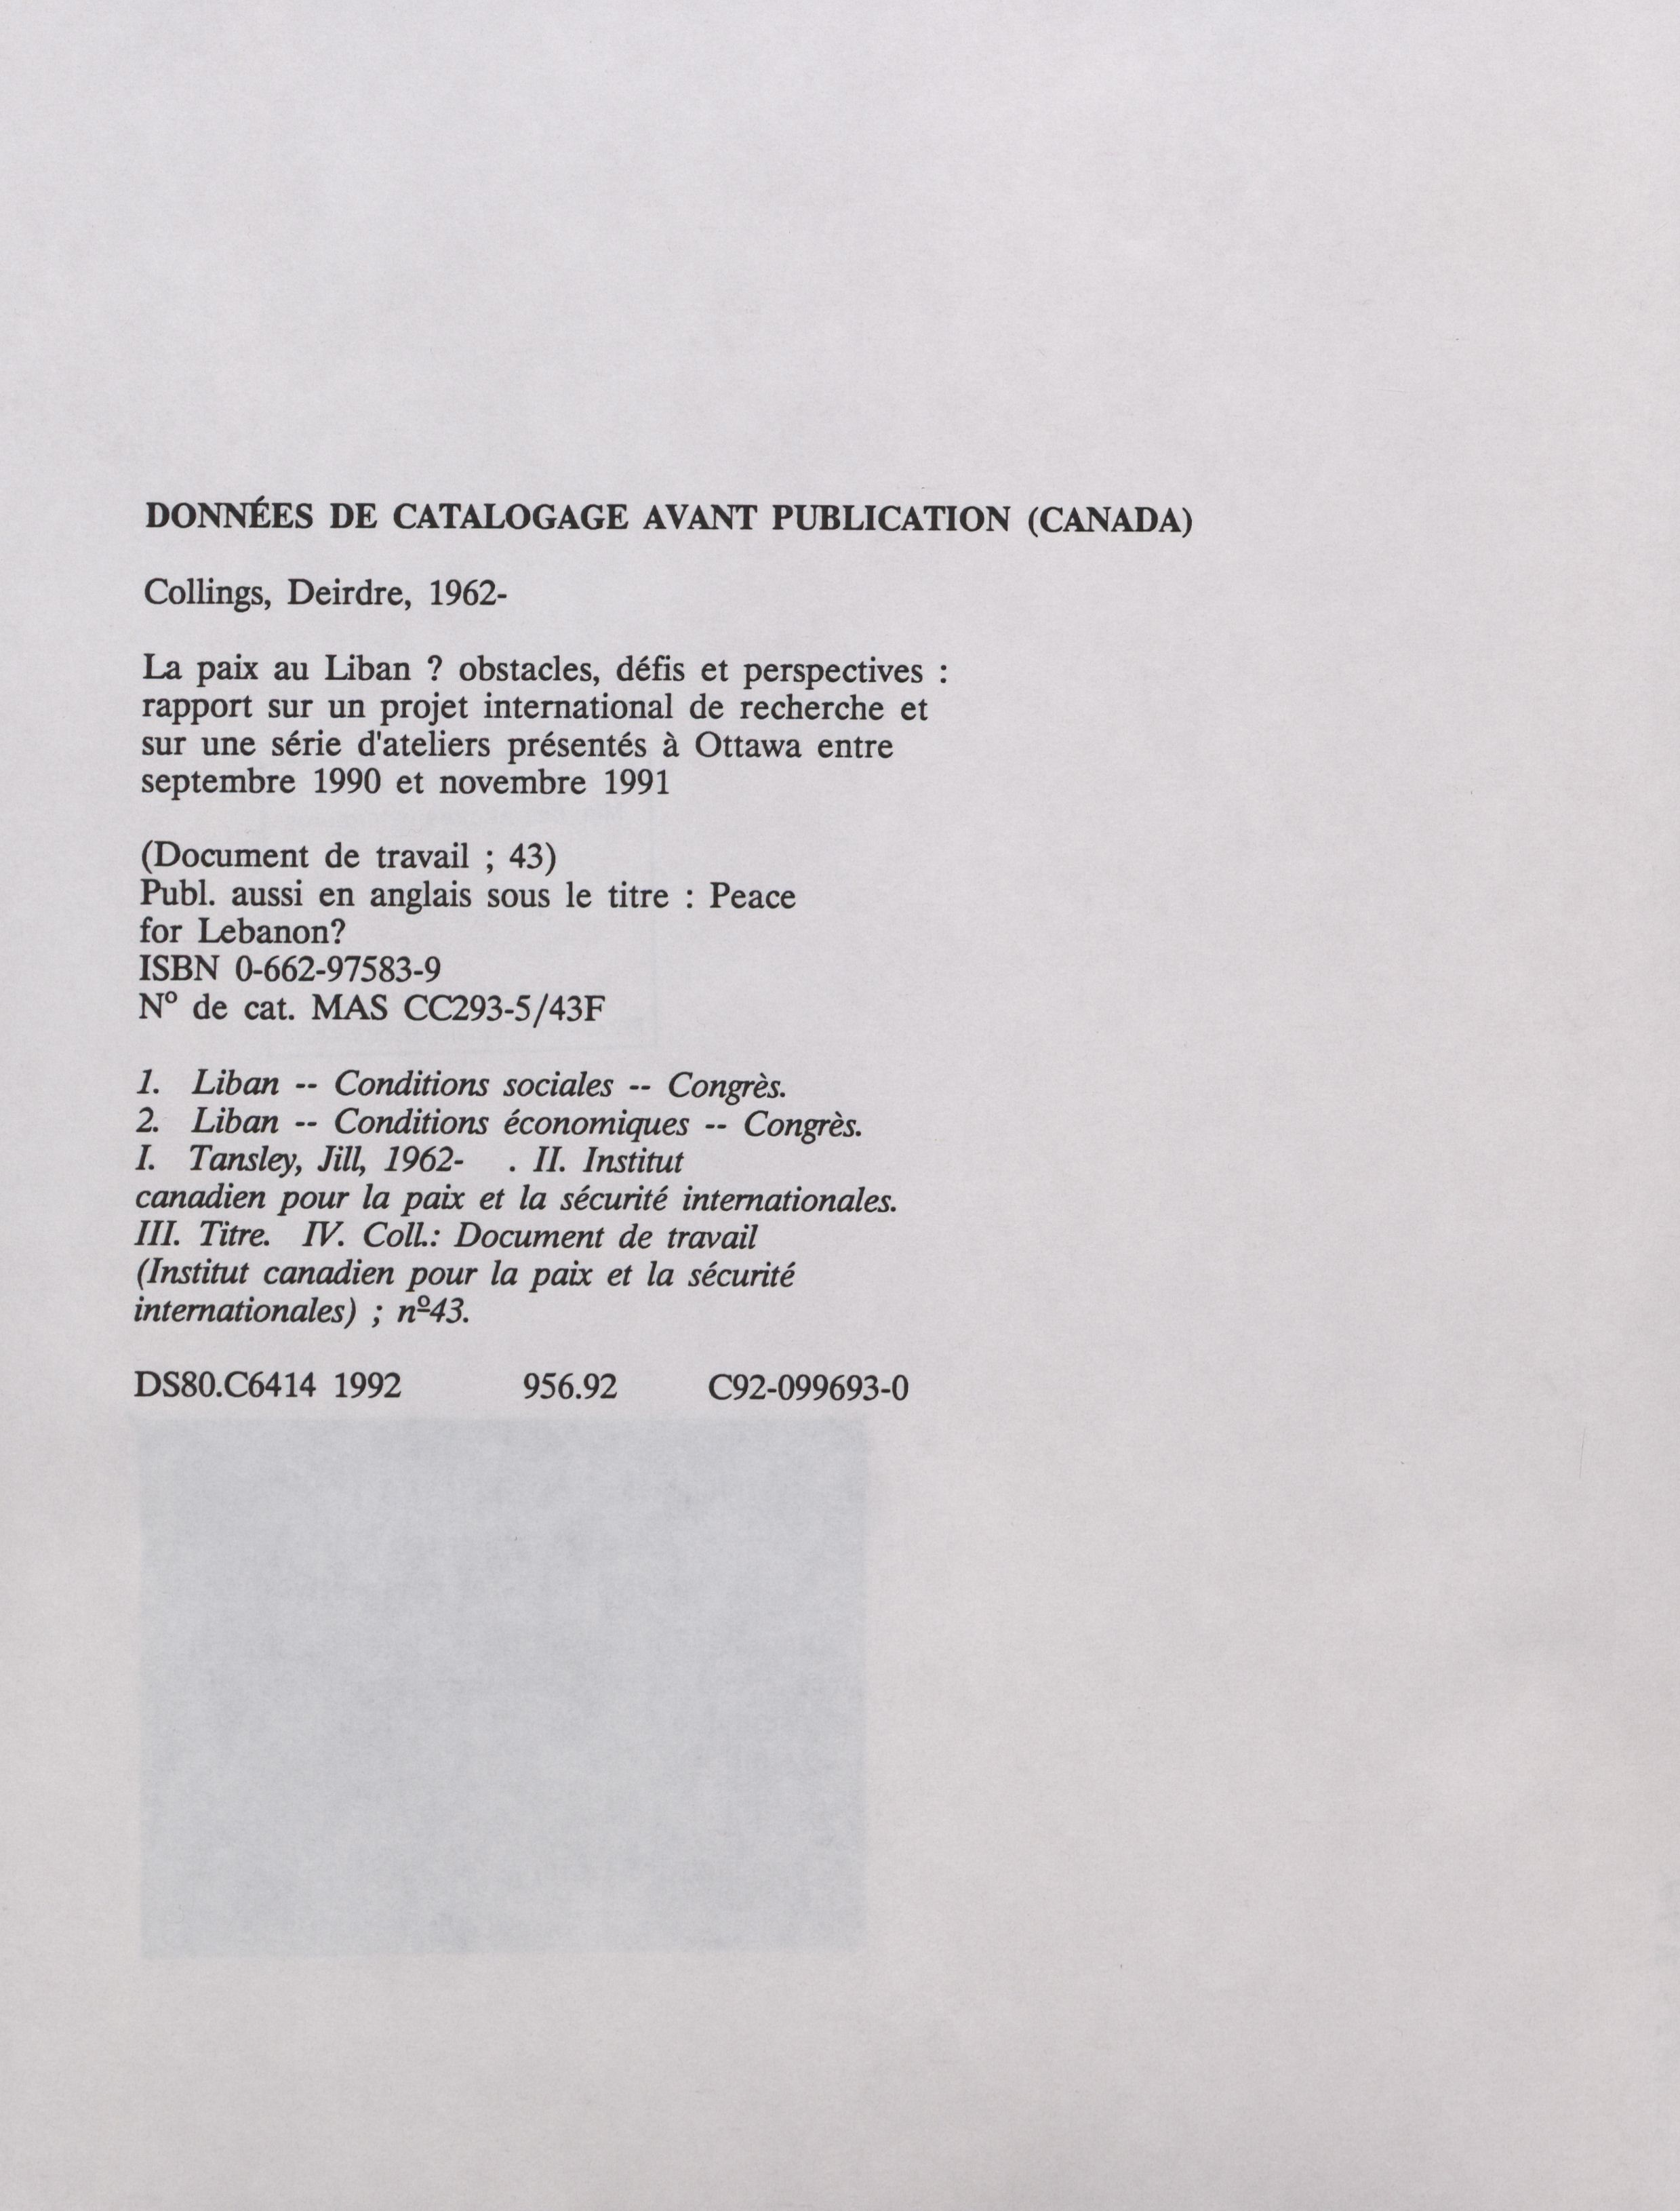 DONNÉES DE CATALOGAGE AVANT PUBLICATION (CANADA)
Collings, Deirdre, 1962-
La paix au Liban ? obstacles, défis et perspectives :
rapport sur un projet international de recherche et
sur une série d'ateliers présentés à Ottawa entre
septembre 1990 et novembre 1991
(Document de travail ; 43)
Publ. aussi en anglais sous le titre : Peace
for Lebanon?
ISBN 0-662-97583-9
Nº de cat. MAS CC293-5/43F
1. Liban -- Conditions sociales -- Congrès.
2. Liban -- Conditions économiques -- Congrès.
I. Tansley, Jill, 1962- . II. Institut
canadien pour la paix et la sécurité internationales.
III. Titre. IV. Coll.: Document de travail
(Institut canadien pour la paix et la sécurité
internationales) ; nº43.
DS80.C6414 1992 956.92 C92-099693-0